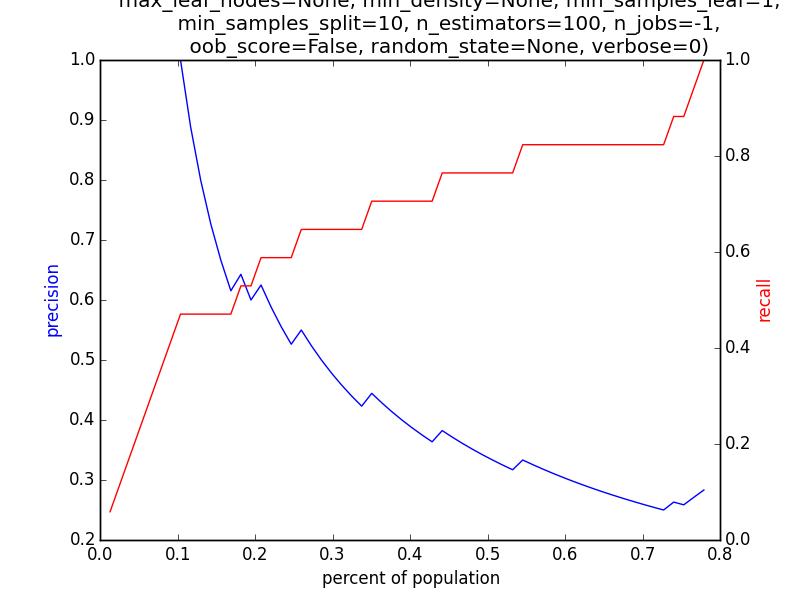 max_leaf_nodes=None, min_density=None, min_samples_leaf=1,
min_samples_split=10, n_estimators=100, n_jobs=-1,
oob_score=False, random_state=None, verbose=0)
1.0
0.9
0.8
0.7
0.6
0.5
0.4
0.3
0.2
precision
1.0
0.8
0.6
0.4
0.2
0.0
recall
0.0 0.1 0.2 0.3 0.4 0.5 0.6 0.7 0.8
percent of population